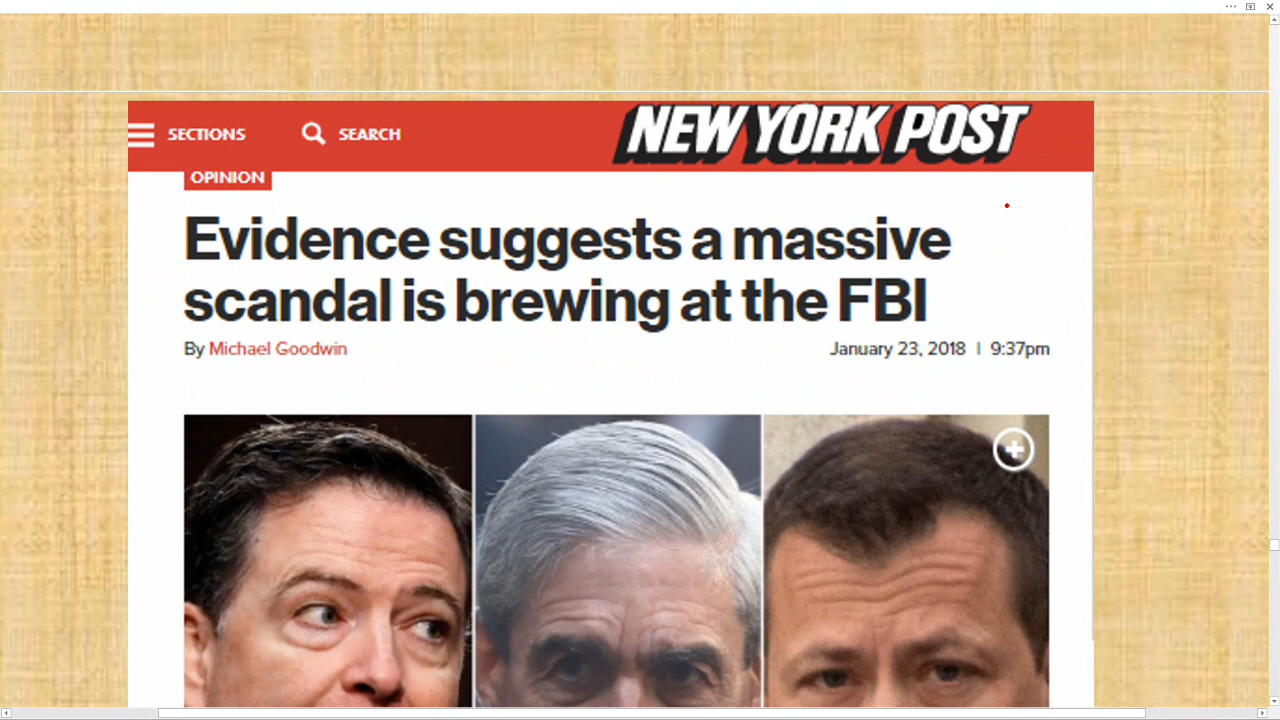 SECTIONS SEARCH NEW YORK POST
OPINION
Evidence suggests a massive
scandal is brewing at the FBI
By Michael Goodwin January 23, 2018 | 9:37pm